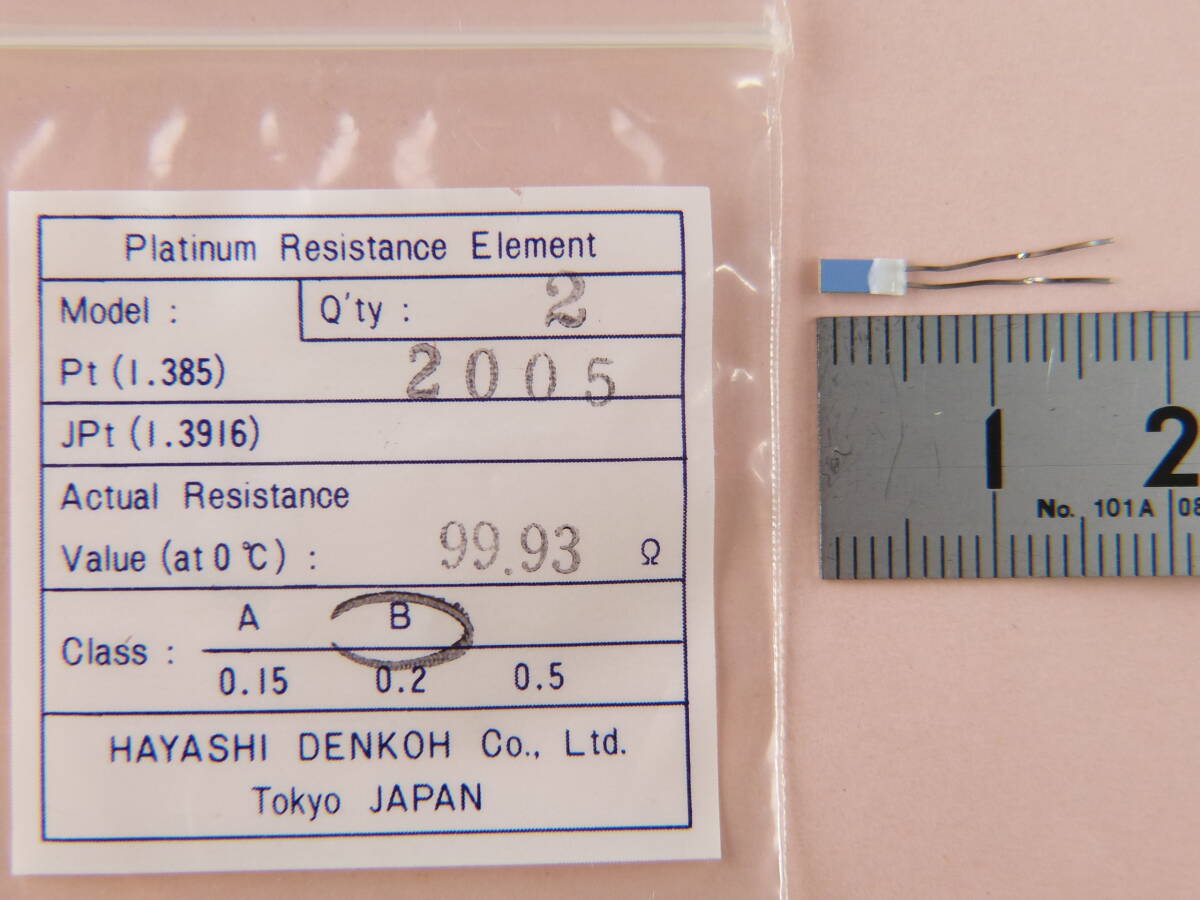 Platinum Resistance Element
Model : Q'ty : 2
Pt (1.385) 2005
JPt (1.3916)
Actual Resistance
Value (at 0 ℃) : 99.93 Ω
A B
Class :
0.15 0.2 0.5
HAYASHI DENKOH Co., Ltd.
Tokyo JAPAN
1 2
No. 101A 08